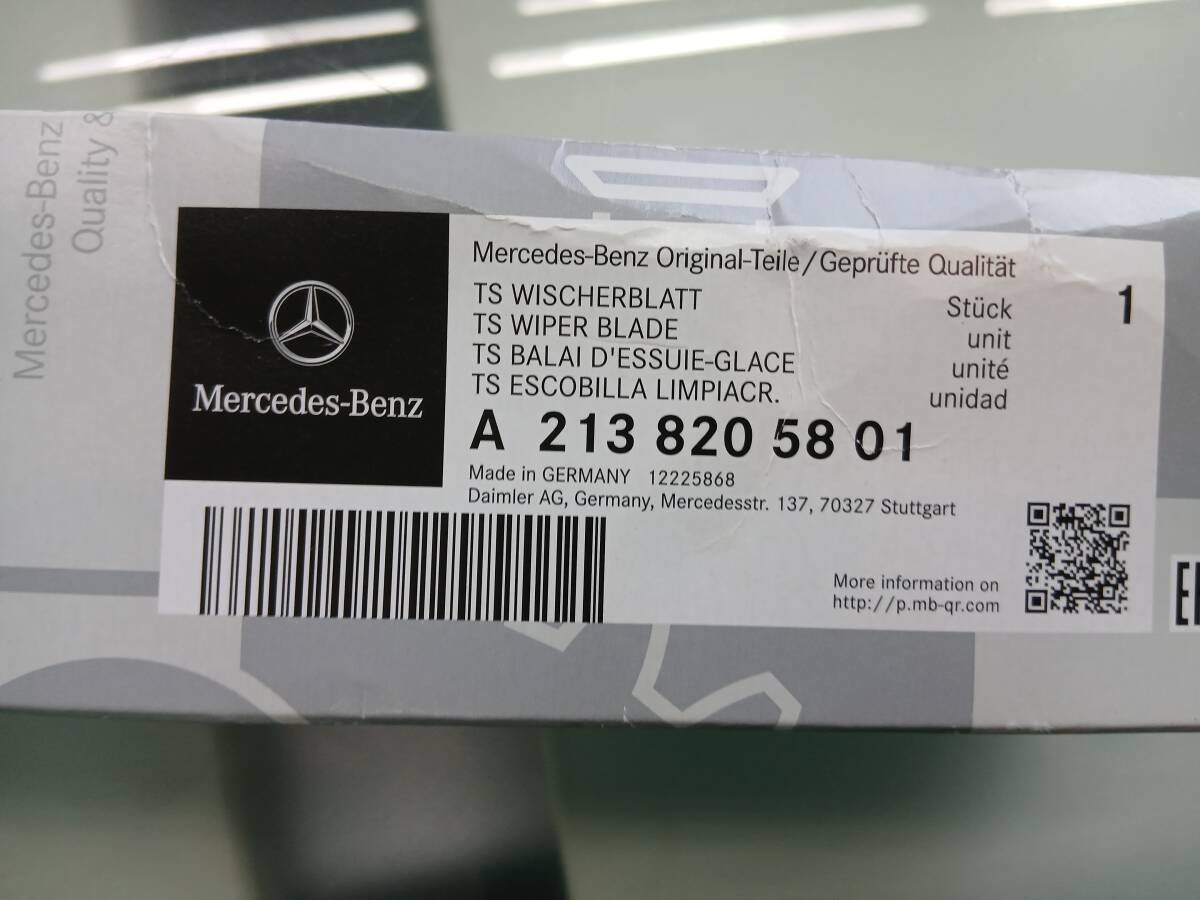 Mercedes-Benz
Quality &
Mercedes-Benz
Mercedes-Benz Original-Teile/Geprüfte Qualität
TS WISCHERBLATT Stück 1
TS WIPER BLADE unit
TS BALAI D'ESSUIE-GLACE unité
TS ESCOBILLA LIMPIACR. unidad
A 213 820 58 01
Made in GERMANY 12225868
Daimler AG, Germany, Mercedesstr. 137, 70327 Stuttgart
More information on
http://p.mb-qr.com